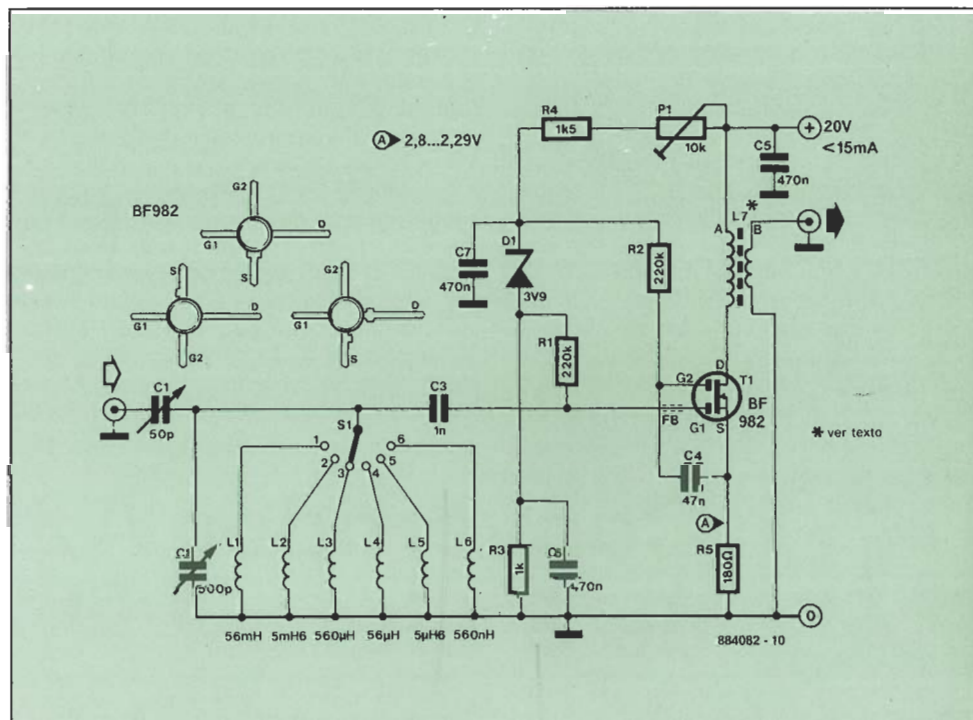 R4
1k5
P1
10k
+ 20V
<15mA
A 2,8...2,29V
C5
470n
BF982
G2
G1
D
S
S
G1
D
G2
G2
G1
D
S
C7
470n
D1
3V9
R2
220k
A
L7
*
B
R1
220k
C1
50p
C3
1n
S1
1
2
3
4
5
6
FB
G2
G1
D
S
T1
BF
982
* ver texto
C4
47n
A
500p
L1
L2
L3
L4
L5
L6
R3
1k
470n
R5
180Ω
0
56mH
5mH6
560µH
56µH
5µH6
560nH
884082 - 10